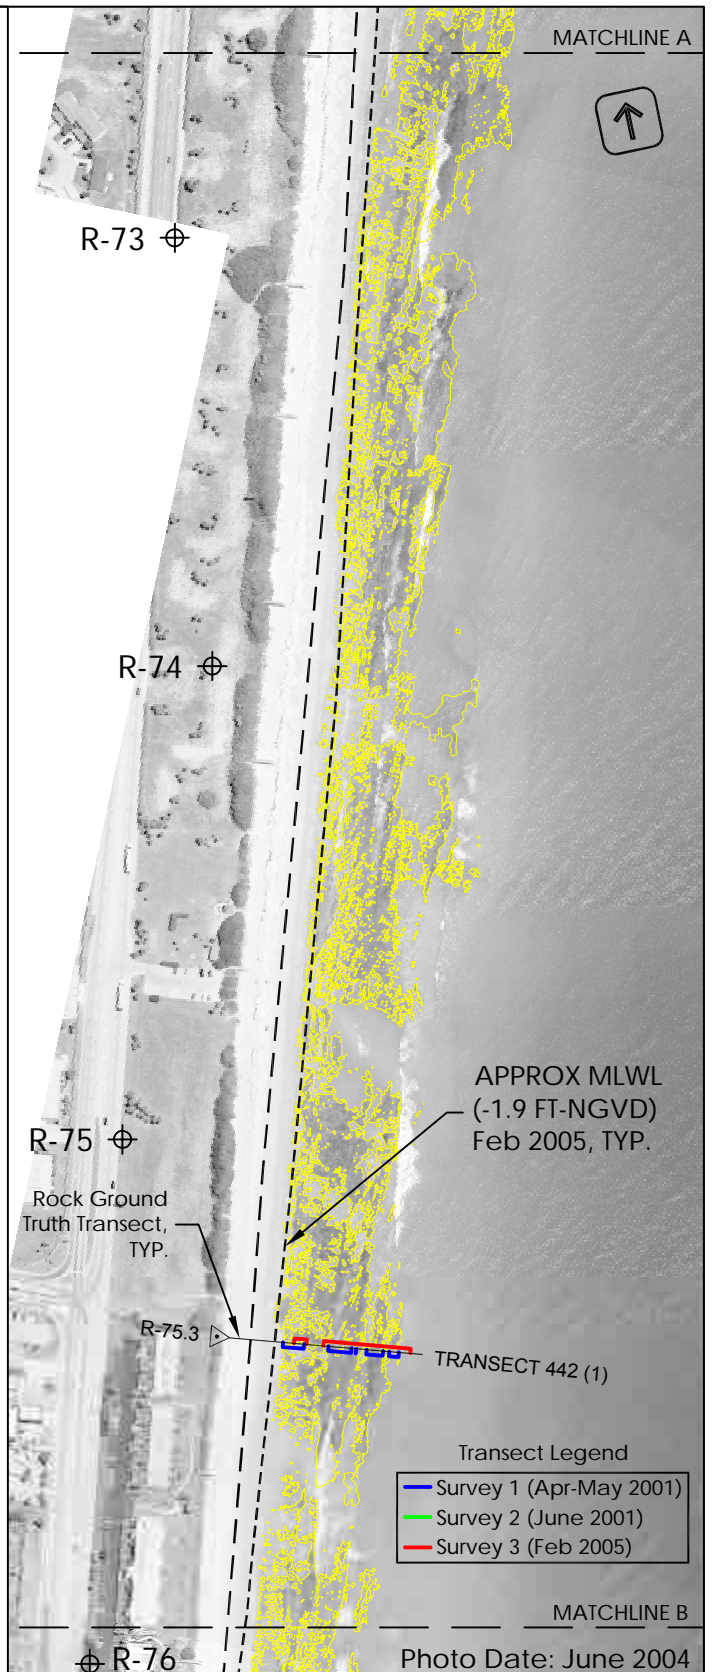 MATCHLINE A
R-73
R-74
APPROX MLWL
(-1.9 FT-NGVD)
Feb 2005, TYP.
R-75
Rock Ground
Truth Transect,
TYP.
R-75.3
TRANSECT 442 (1)
Transect Legend
Survey 1 (Apr-May 2001)
Survey 2 (June 2001)
Survey 3 (Feb 2005)
MATCHLINE B
R-76
Photo Date: June 2004